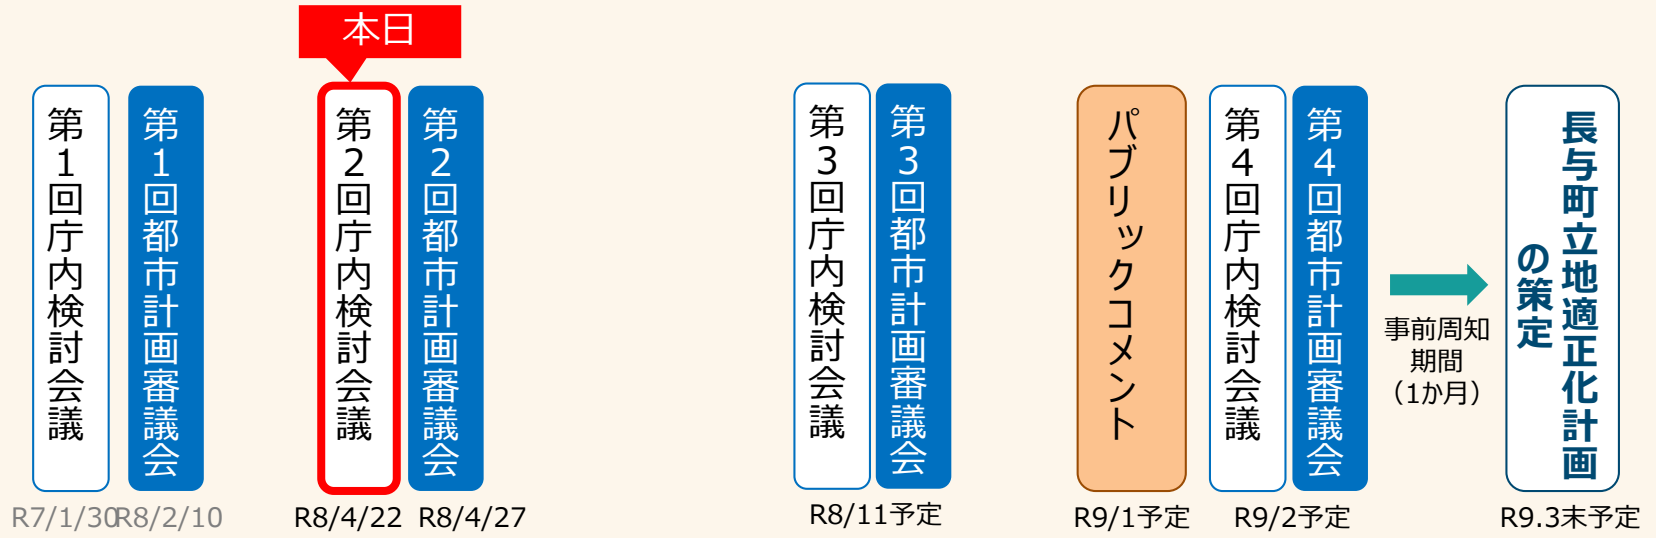 本日
第1回庁内検討会議
第1回都市計画審議会
第2回庁内検討会議
第2回都市計画審議会
第3回庁内検討会議
第3回都市計画審議会
パブリックコメント
第4回庁内検討会議
第4回都市計画審議会
事前周知
期間
（1か月）
長与町立地適正化計画
の策定
R7/1/30
R8/2/10
R8/4/22
R8/4/27
R8/11予定
R9/1予定
R9/2予定
R9.3末予定